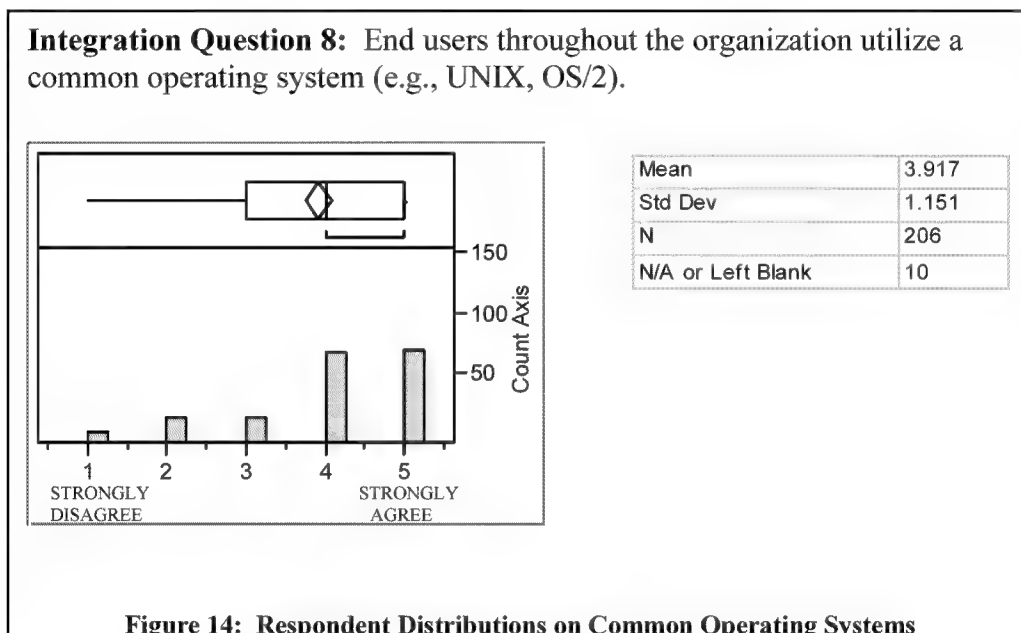 Integration Question 8: End users throughout the organization utilize a
common operating system (e.g., UNIX, OS/2).
Mean 3.917
Std Dev 1.151
N 206
N/A or Left Blank 10
150
100
50
Count Axis
1 2 3 4 5
STRONGLY STRONGLY
DISAGREE AGREE
Figure 14: Respondent Distributions on Common Operating Systems